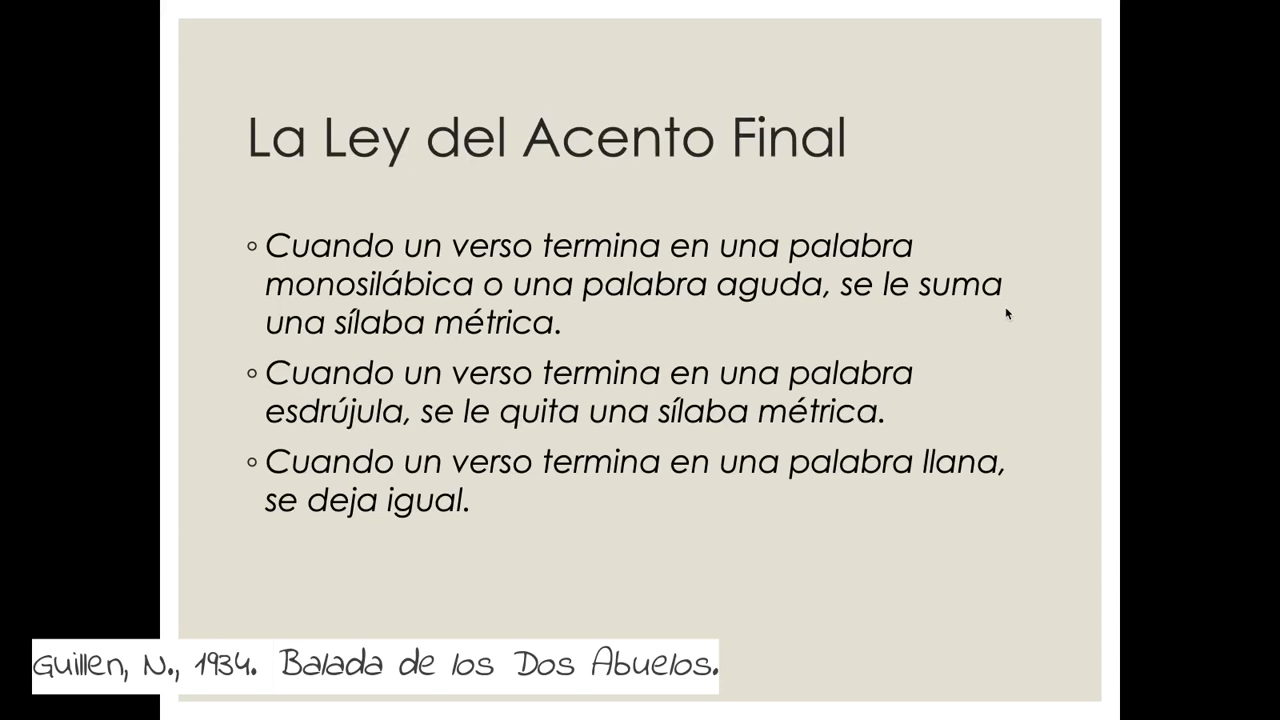 La Ley del Acento Final
◦ Cuando un verso termina en una palabra
monosilábica o una palabra aguda, se le suma
una sílaba métrica.
◦ Cuando un verso termina en una palabra
esdrújula, se le quita una sílaba métrica.
◦ Cuando un verso termina en una palabra llana,
se deja igual.
Guillen, N., 1934. Balada de los Dos Abuelos.